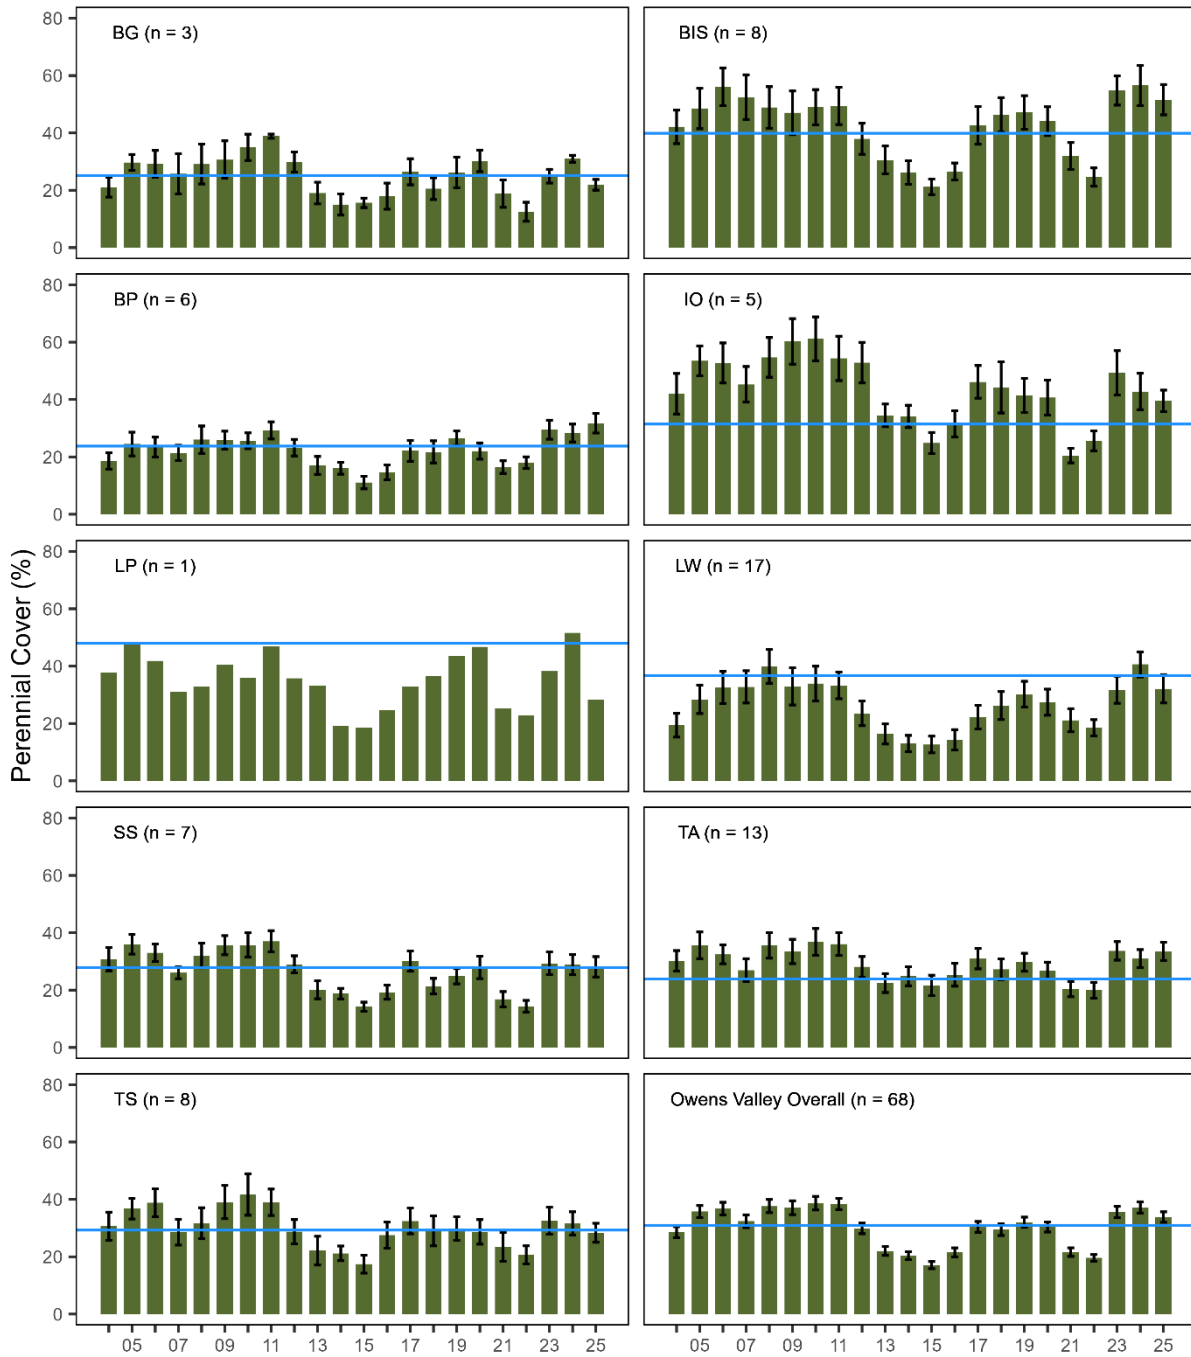 Perennial Cover (%)
BG (n = 3)
BIS (n = 8)
80
60
40
20
0
BP (n = 6)
IO (n = 5)
80
60
40
20
0
LP (n = 1)
LW (n = 17)
80
60
40
20
0
SS (n = 7)
TA (n = 13)
80
60
40
20
0
TS (n = 8)
Owens Valley Overall (n = 68)
80
60
40
20
0
05 07 09 11 13 15 17 19 21 23 25
05 07 09 11 13 15 17 19 21 23 25